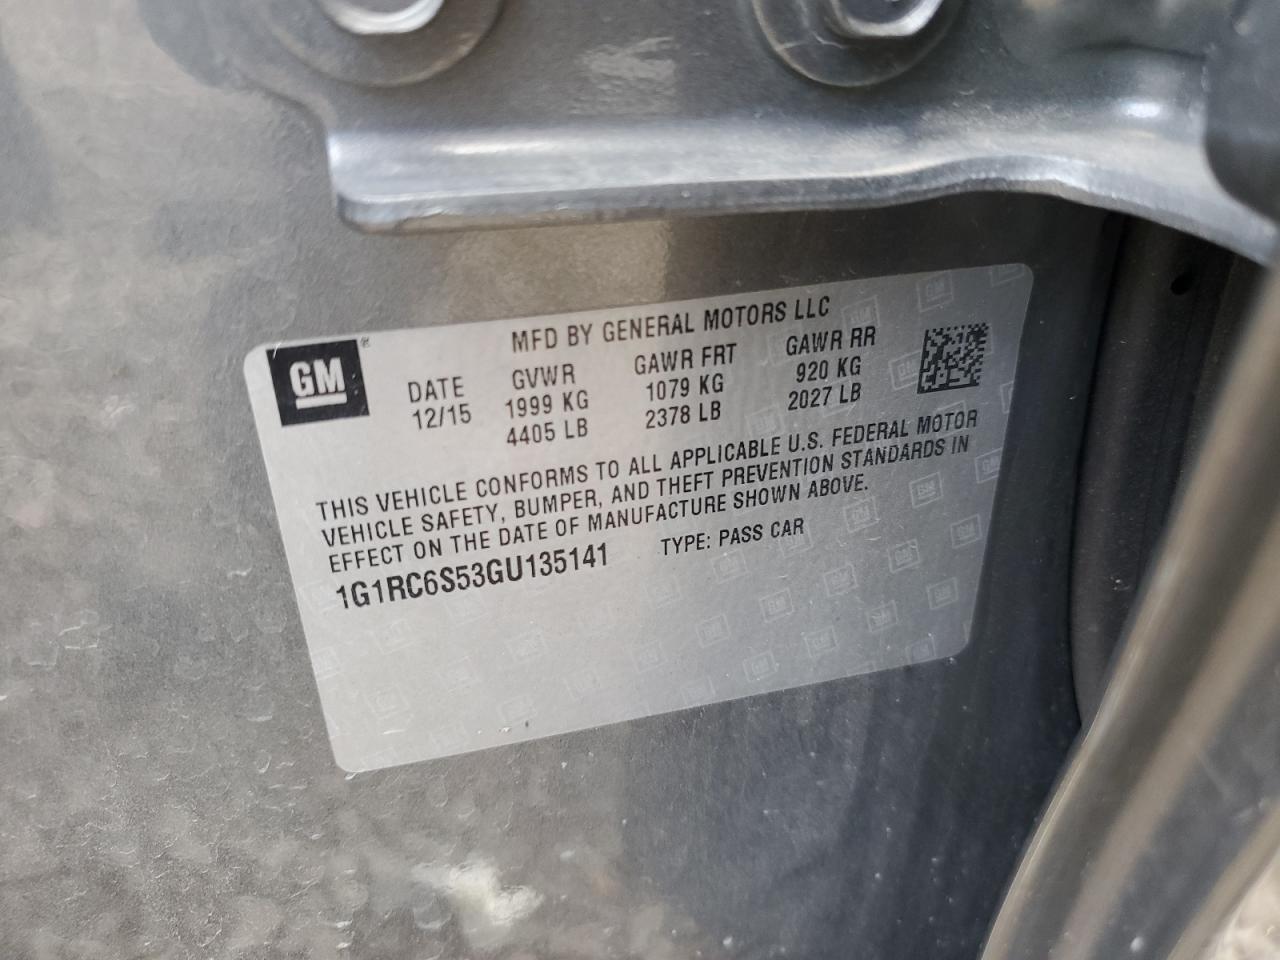 GM®
MFD BY GENERAL MOTORS LLC
DATE GVWR GAWR FRT GAWR RR
12/15 1999 KG 1079 KG 920 KG
4405 LB 2378 LB 2027 LB
THIS VEHICLE CONFORMS TO ALL APPLICABLE U.S. FEDERAL MOTOR
VEHICLE SAFETY, BUMPER, AND THEFT PREVENTION STANDARDS IN
EFFECT ON THE DATE OF MANUFACTURE SHOWN ABOVE.
1G1RC6S53GU135141 TYPE: PASS CAR